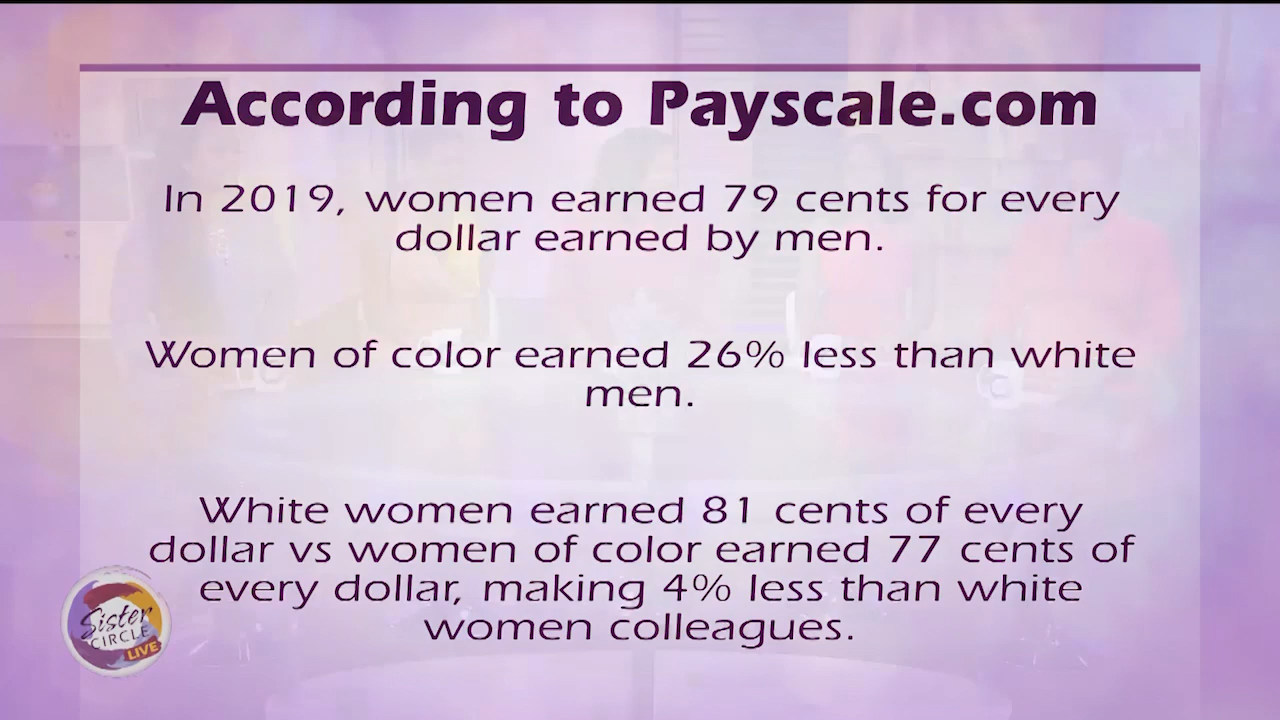 According to Payscale.com
In 2019, women earned 79 cents for every
dollar earned by men.
Women of color earned 26% less than white
men.
White women earned 81 cents of every
dollar vs women of color earned 77 cents of
every dollar, making 4% less than white
women colleagues.
Sister
CIRCLE
LIVE